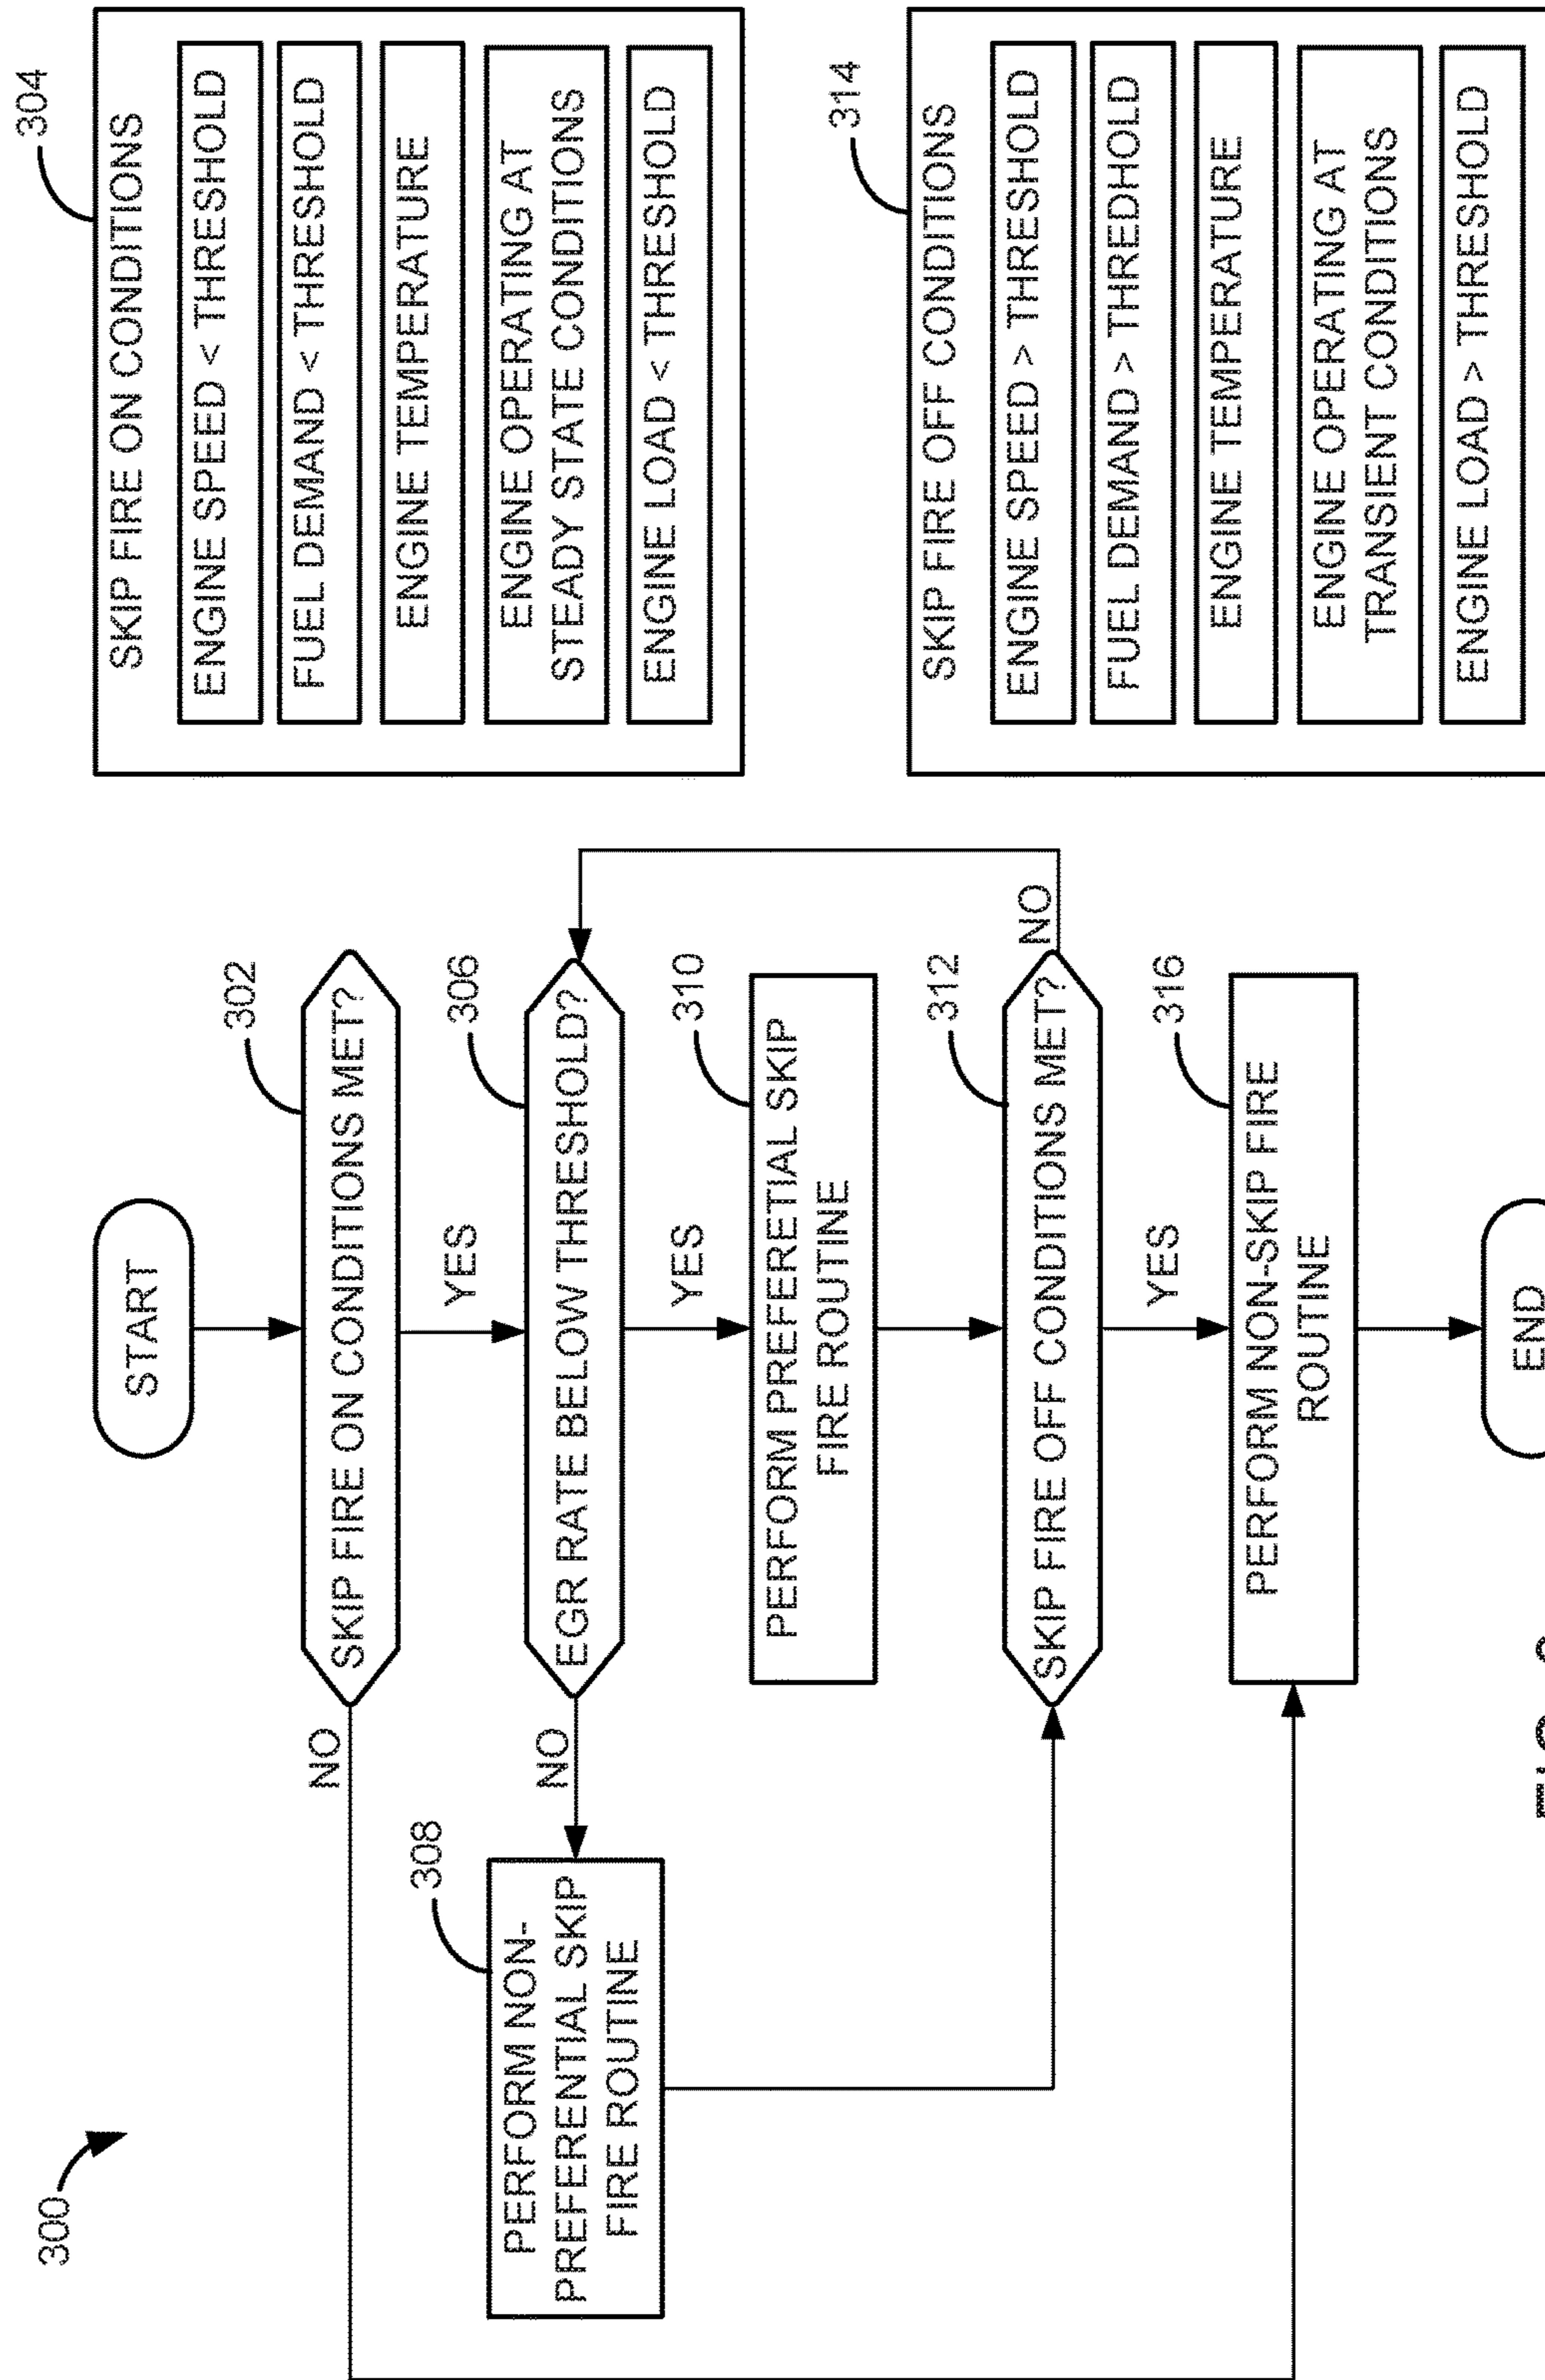 300
START
302
SKIP FIRE ON CONDITIONS MET?
NO
YES
306
EGR RATE BELOW THRESHOLD?
NO
308
PERFORM NON-
PREFERENTIAL SKIP
FIRE ROUTINE
YES
310
PERFORM PREFERETIAL SKIP
FIRE ROUTINE
312
SKIP FIRE OFF CONDITIONS MET?
NO
YES
316
PERFORM NON-SKIP FIRE
ROUTINE
END
304
SKIP FIRE ON CONDITIONS
ENGINE SPEED < THRESHOLD
FUEL DEMAND < THRESHOLD
ENGINE TEMPERATURE
ENGINE OPERATING AT
STEADY STATE CONDITIONS
ENGINE LOAD < THRESHOLD
314
SKIP FIRE OFF CONDITIONS
ENGINE SPEED > THRESHOLD
FUEL DEMAND > THREDHOLD
ENGINE TEMPERATURE
ENGINE OPERATING AT
TRANSIENT CONDITIONS
ENGINE LOAD > THRESHOLD